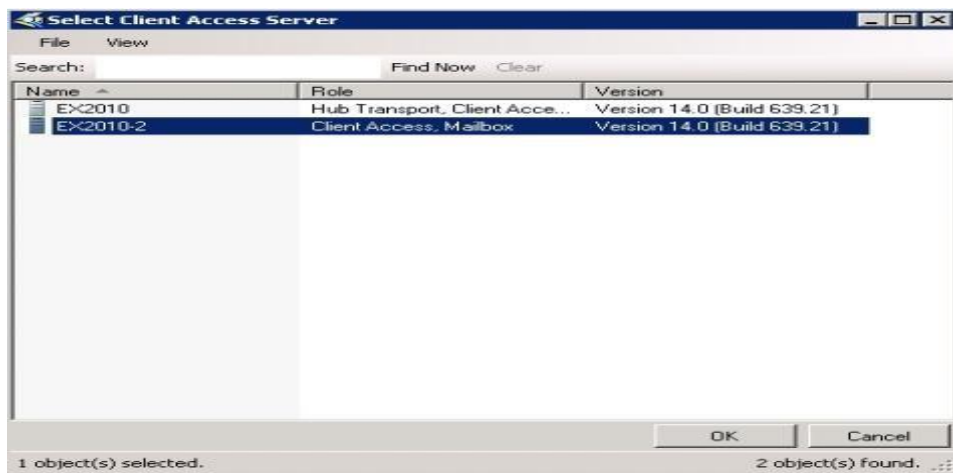 Select Client Access Server
File View
Search: Find Now Clear
Name Role Version
EX2010 Hub Transport, Client Acce... Version 14.0 (Build 639.21)
EX2010-2 Client Access, Mailbox Version 14.0 (Build 639.21)
OK Cancel
1 object(s) selected. 2 object(s) found.